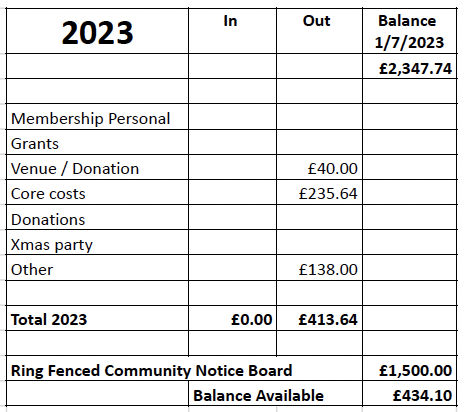 2023 In Out Balance
1/7/2023
£2,347.74
Membership Personal
Grants
Venue / Donation £40.00
Core costs £235.64
Donations
Xmas party
Other £138.00
Total 2023 £0.00 £413.64
Ring Fenced Community Notice Board £1,500.00
Balance Available £434.10